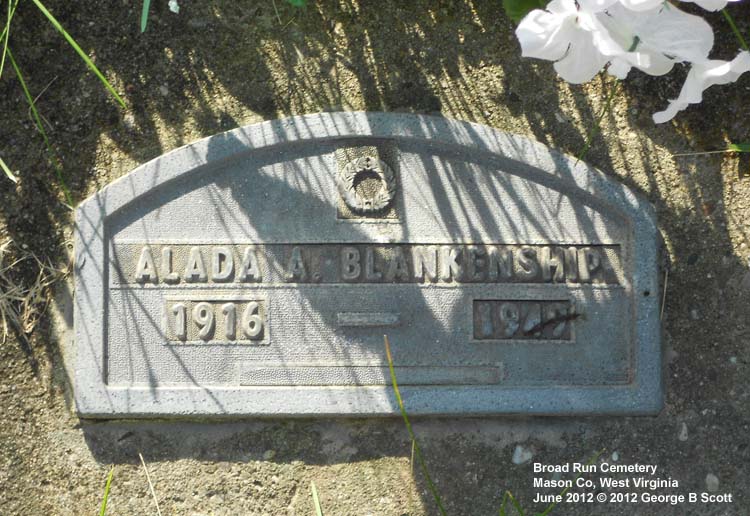 ALADA A. BLANKENSHIP
1916 —
Broad Run Cemetery
Mason Co, West Virginia
June 2012 © 2012 George B Scott